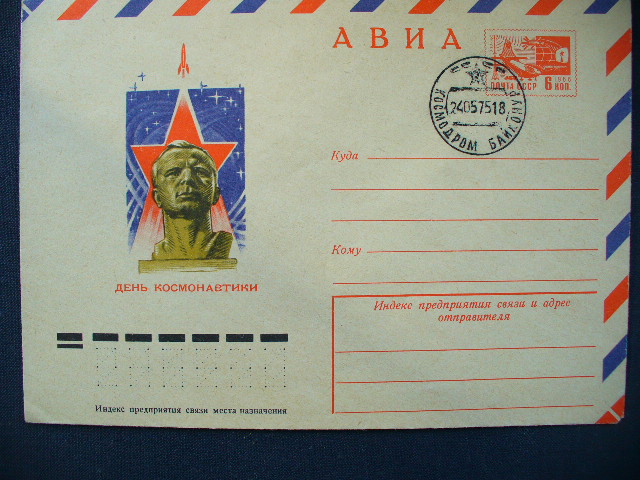 АВИА
1966
ПОЧТА СССР 6 КОП.
СССР
КОСМОДРОМ БАЙКОНУР
24057518
Куда
Кому
ДЕНЬ КОСМОНАВТИКИ
Индекс предприятия связи и адрес
отправителя
Индекс предприятия связи места назначения